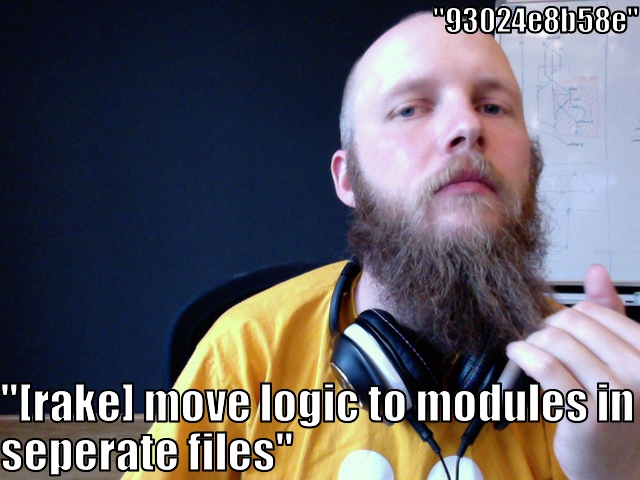 "93024e8b58e"
"[rake] move logic to modules in
seperate files"